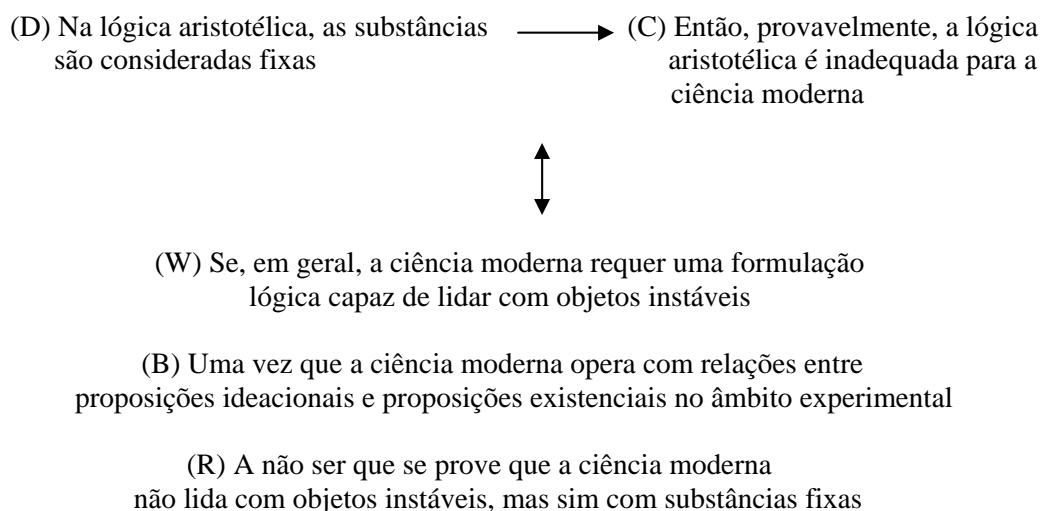 (D) Na lógica aristotélica, as substâncias
são consideradas fixas
(C) Então, provavelmente, a lógica
aristotélica é inadequada para a
ciência moderna
(W) Se, em geral, a ciência moderna requer uma formulação
lógica capaz de lidar com objetos instáveis
(B) Uma vez que a ciência moderna opera com relações entre
proposições ideacionais e proposições existenciais no âmbito experimental
(R) A não ser que se prove que a ciência moderna
não lida com objetos instáveis, mas sim com substâncias fixas